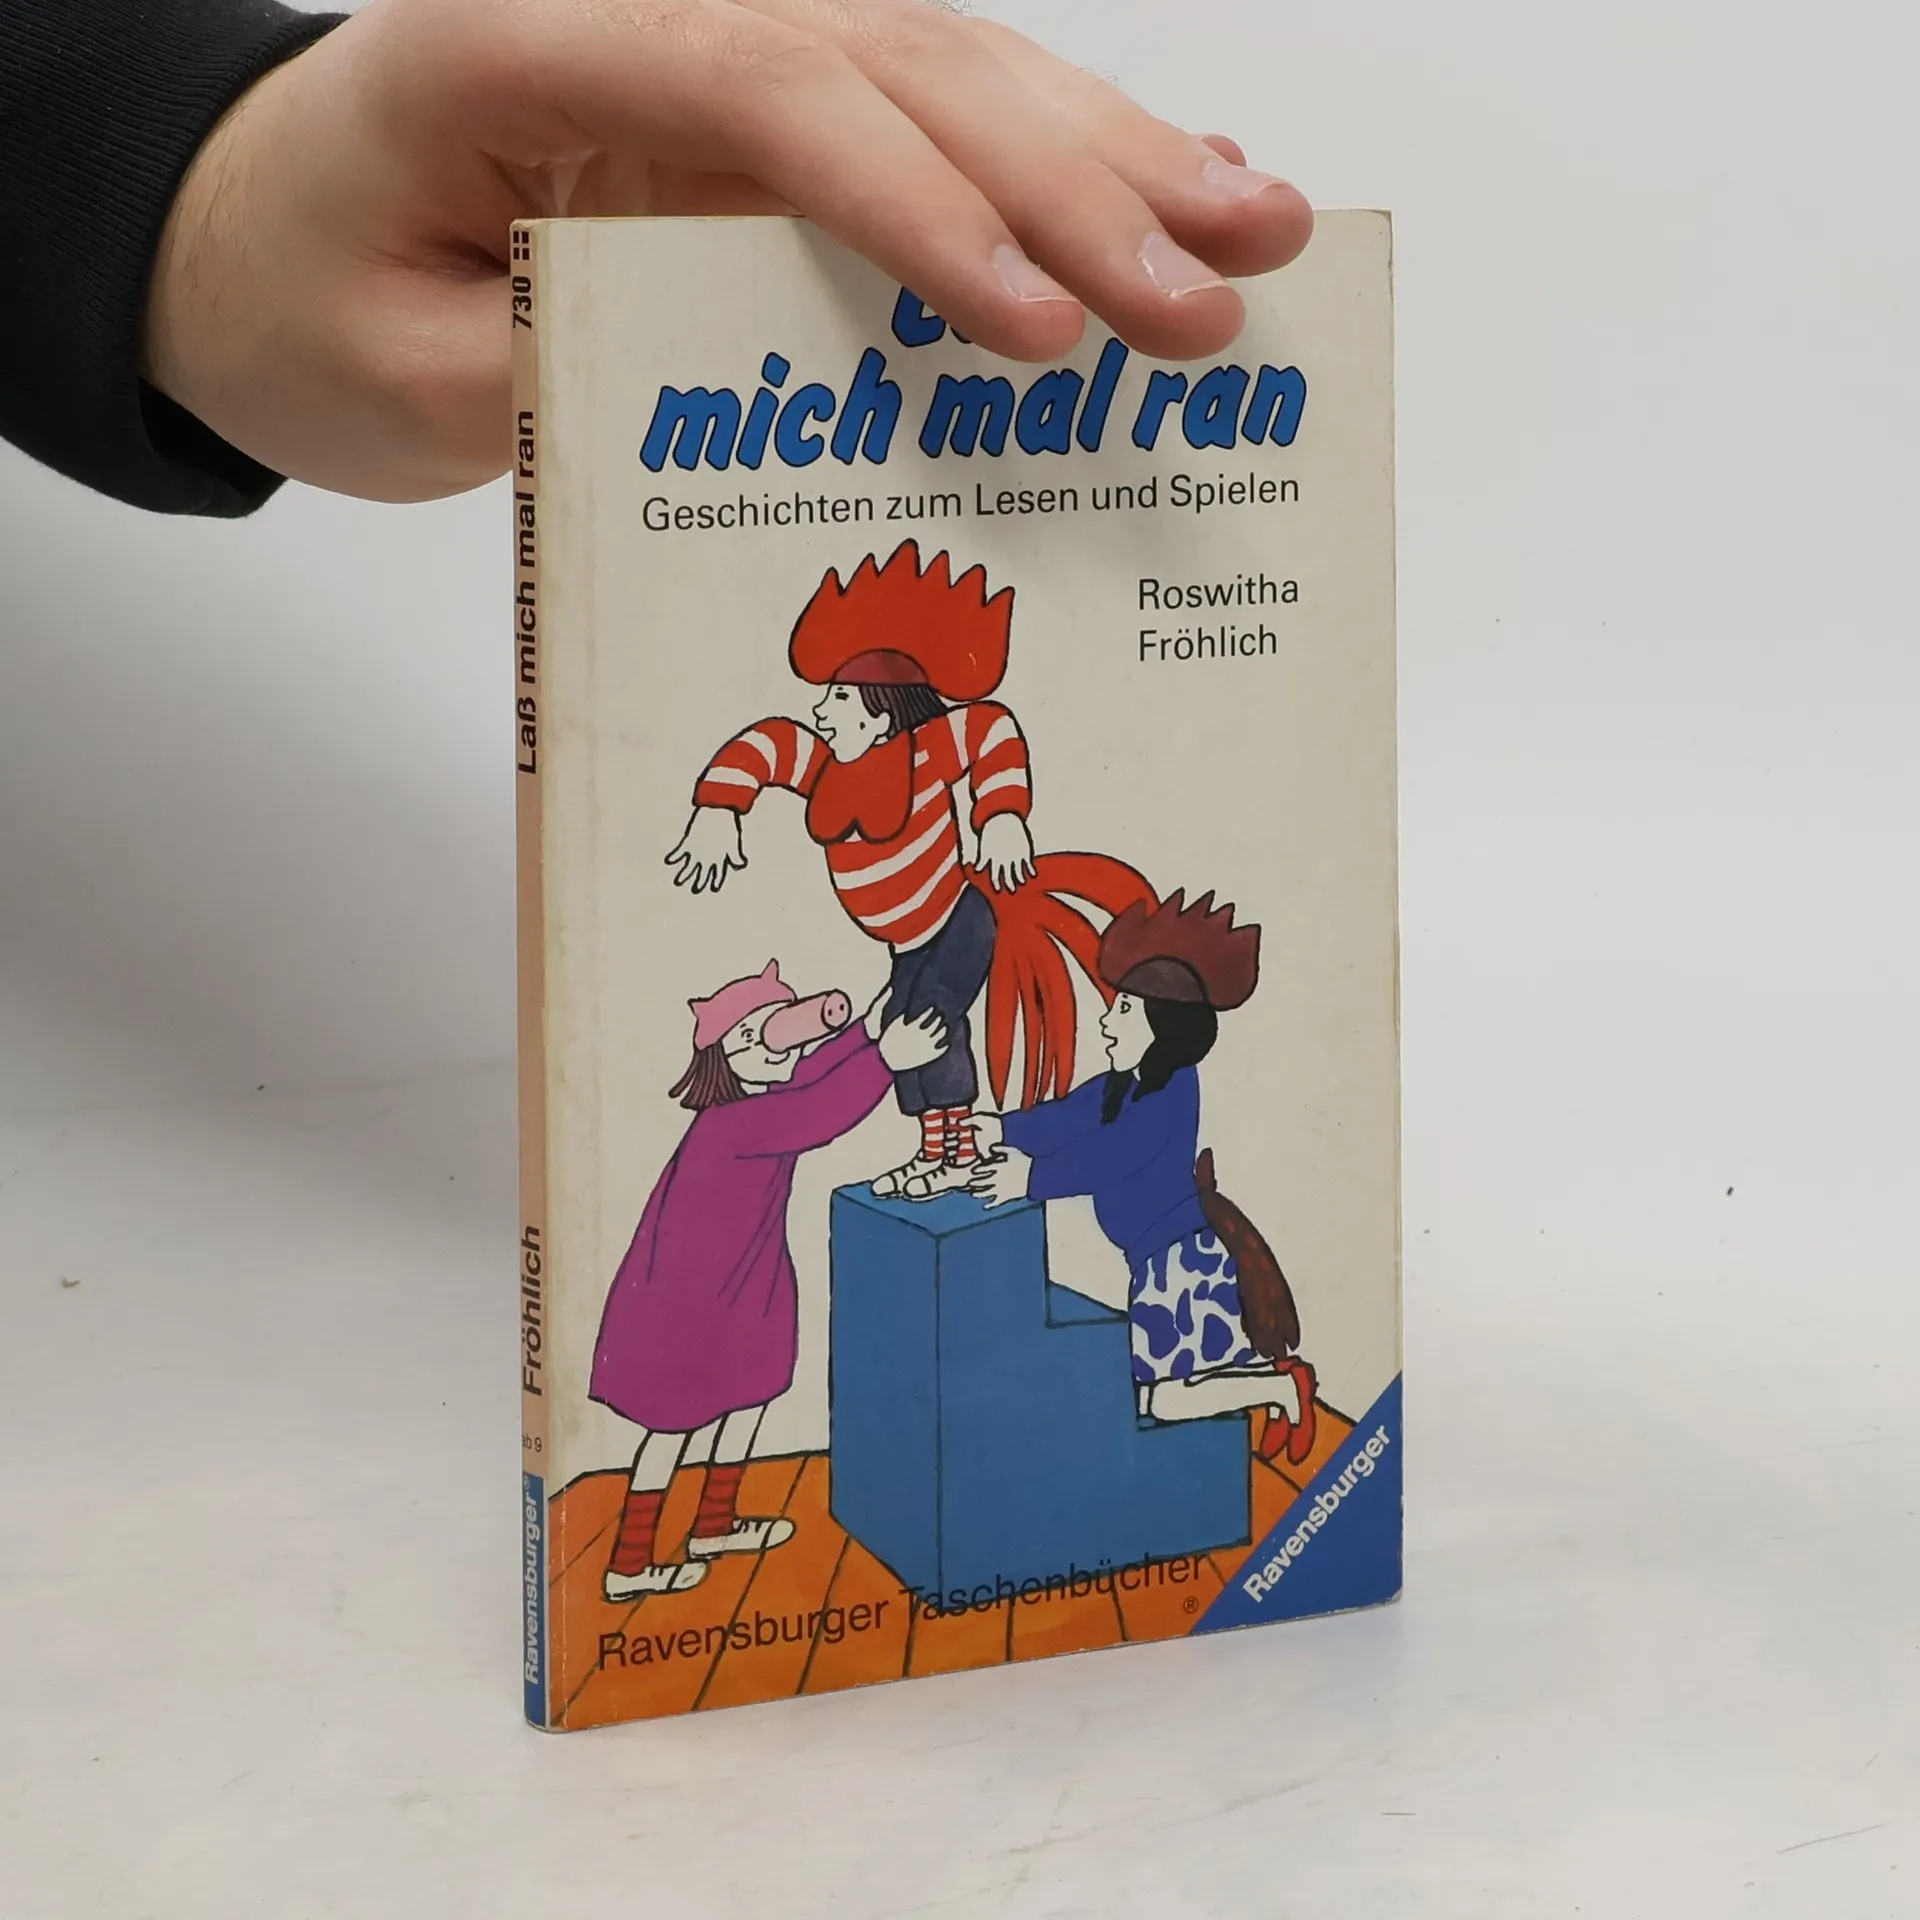 mich mal ran
Geschichten zum Lesen und Spielen
Roswitha
Fröhlich
Ravensburger Taschenbücher
®
Ravensburger
730
Laß mich mal ran
Fröhlich
ab 9
Ravensburger®